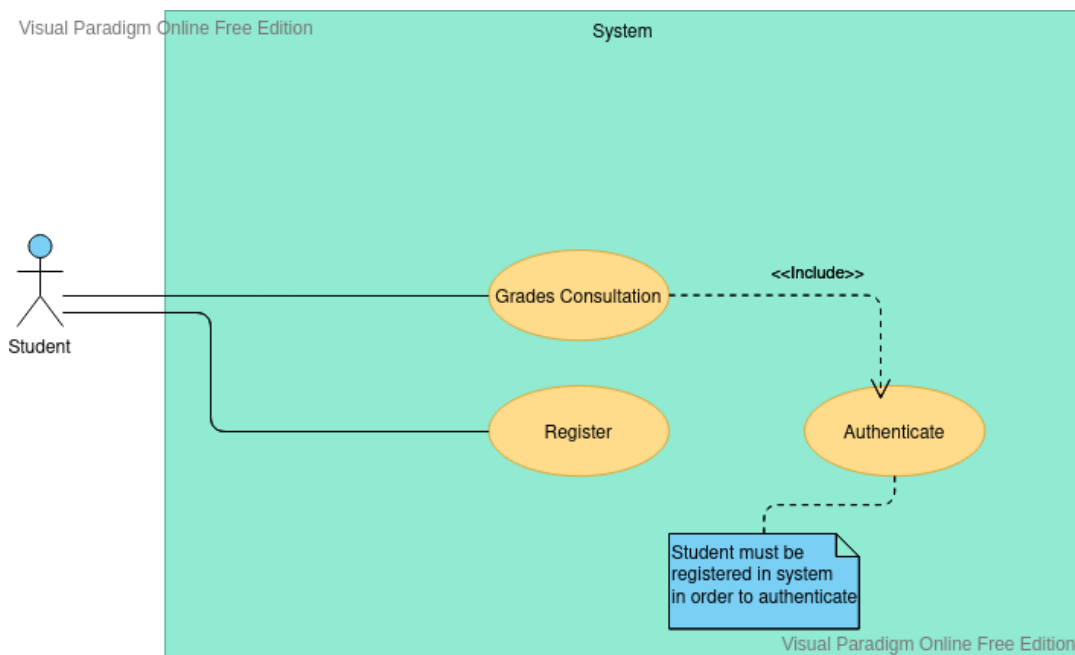 Visual Paradigm Online Free Edition
System
<<Include>>
Grades Consultation
Student
Register
Authenticate
Student must be
registered in system
in order to authenticate
Visual Paradigm Online Free Edition